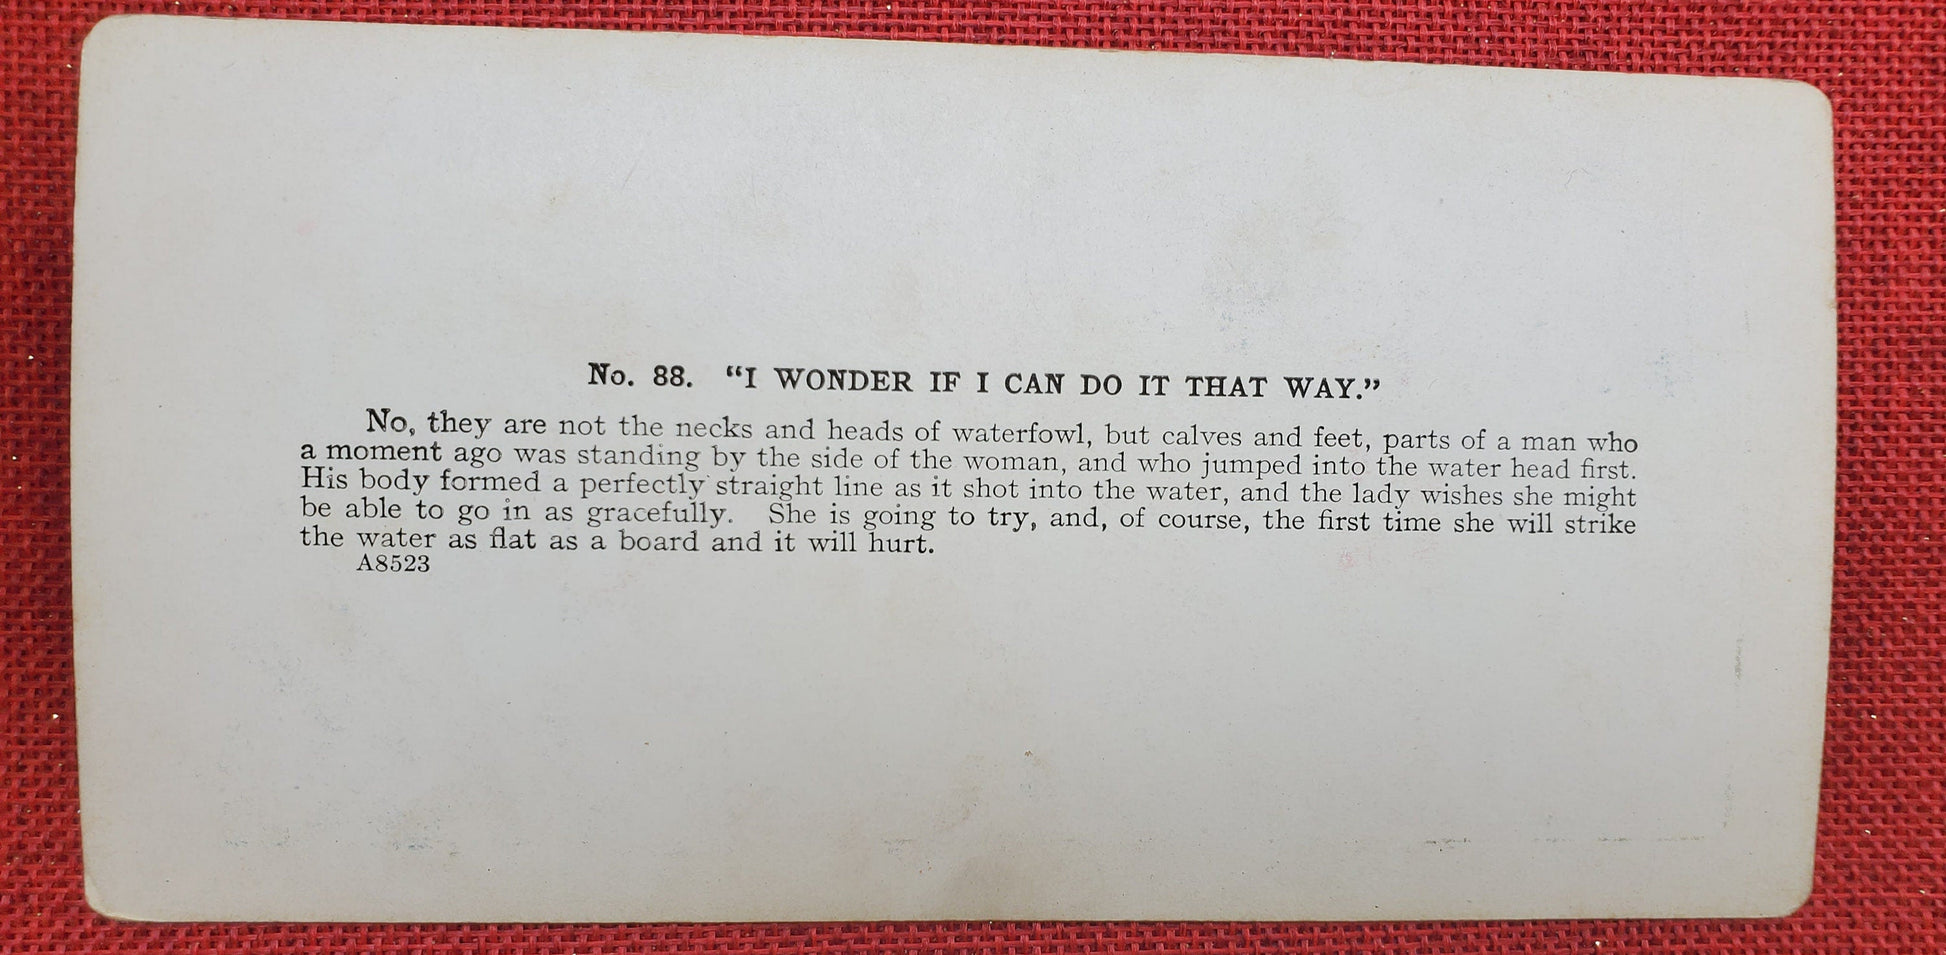 No. 88. “I WONDER IF I CAN DO IT THAT WAY.”
No, they are not the necks and heads of waterfowl, but calves and feet, parts of a man who
a moment ago was standing by the side of the woman, and who jumped into the water head first.
His body formed a perfectly straight line as it shot into the water, and the lady wishes she might
be able to go in as gracefully. She is going to try, and, of course, the first time she will strike
the water as flat as a board and it will hurt.
A8523